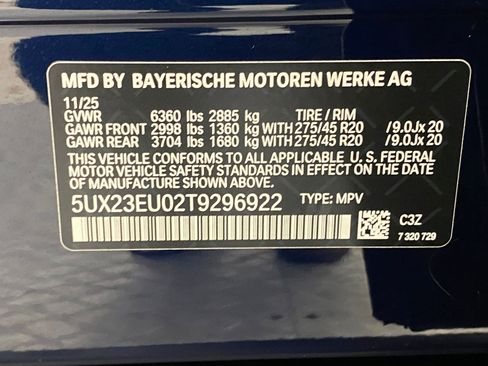 MFD BY BAYERISCHE MOTOREN WERKE AG
11/25
GVWR 6360 lbs 2885 kg TIRE / RIM
GAWR FRONT 2998 lbs 1360 kg WITH 275/45 R20 /9.0Jx 20
GAWR REAR 3704 lbs 1680 kg WITH 275/45 R20 /9.0Jx 20
THIS VEHICLE CONFORMS TO ALL APPLICABLE U. S. FEDERAL
MOTOR VEHICLE SAFETY STANDARDS IN EFFECT ON THE DATE
OF MANUFACTURE SHOWN ABOVE.
5UX23EU02T9296922 TYPE: MPV
C3Z
7 320 729